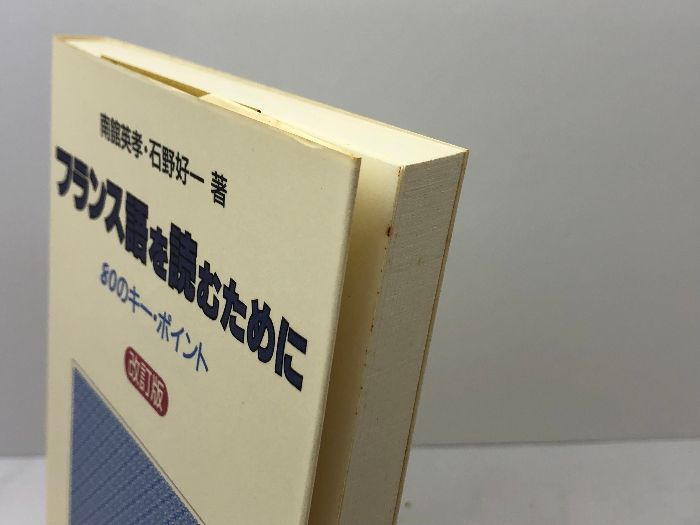 南舘英孝・石野好一 著
フランス語を読むために
80のキー・ポイント
改訂版